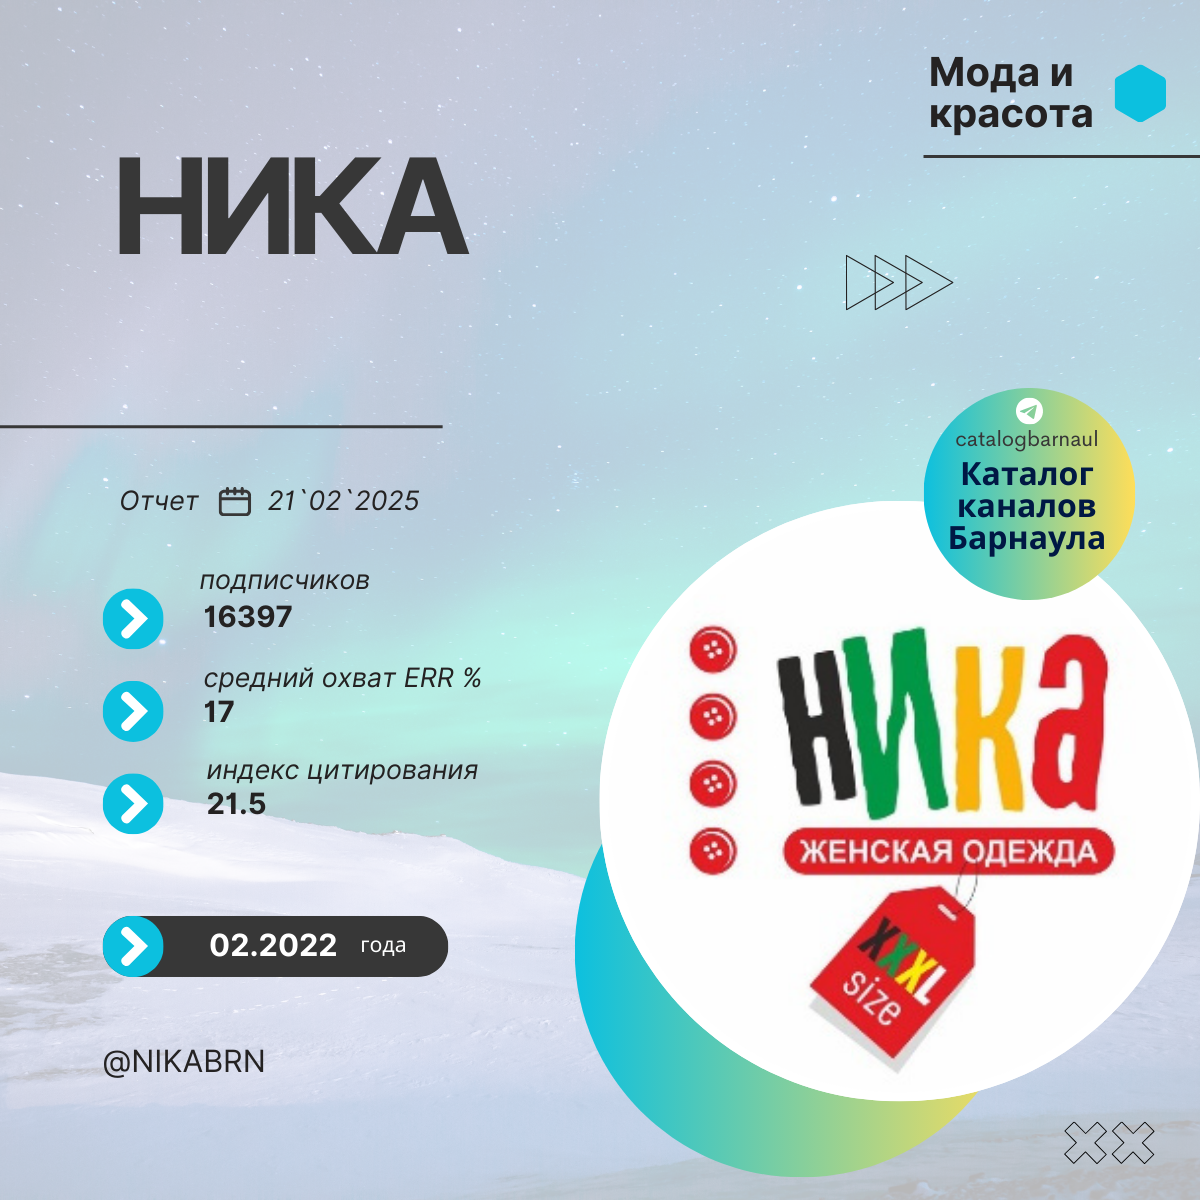 Мода и
красота
НИКА
catalogbarnaul
Каталог
каналов
Барнаула
Отчет 21`02`2025
подписчиков
16397
средний охват ERR %
17
индекс цитирования
21.5
02.2022 года
@NIKABRN
ника
ЖЕНСКАЯ ОДЕЖДА
XXXL
size